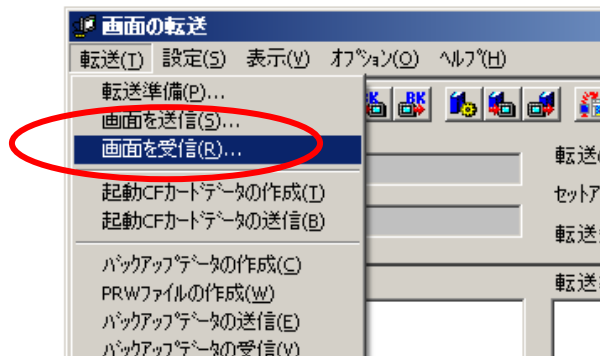 画面の転送
転送(T) 設定(S) 表示(V) ｵﾌﾟｼｮﾝ(O) ﾍﾙﾌﾟ(H)
転送準備(P)...
画面を送信(S)...
画面を受信(R)...
起動CFｶｰﾄﾞﾃﾞｰﾀの作成(T)
起動CFｶｰﾄﾞﾃﾞｰﾀの送信(B)
ﾊﾞｯｸｱｯﾌﾟﾃﾞｰﾀの作成(C)
PRWﾌｧｲﾙの作成(W)
ﾊﾞｯｸｱｯﾌﾟﾃﾞｰﾀの送信(E)
ﾊﾞｯｸｱｯﾌﾟﾃﾞｰﾀの受信(V)
BK
転送
ｾｯﾄｱ
転送
転送